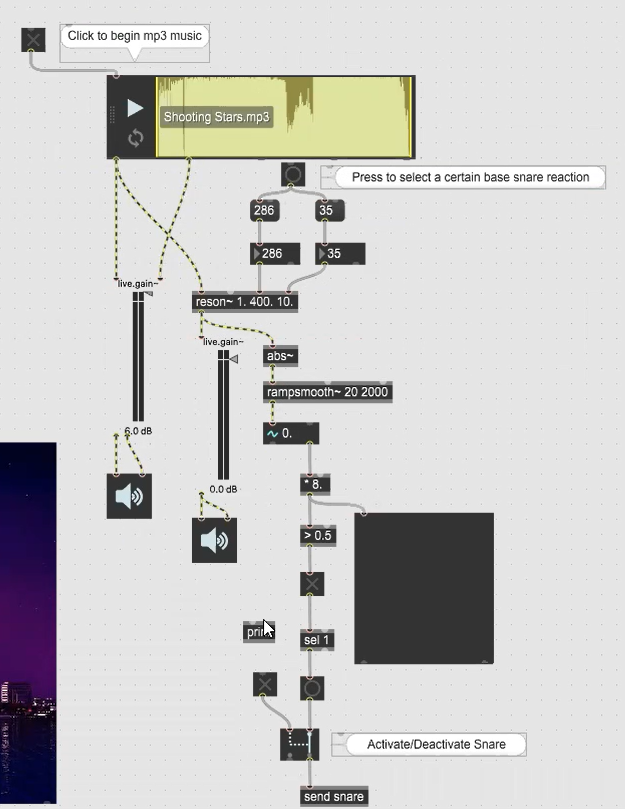 Click to begin mp3 music
Shooting Stars.mp3
Press to select a certain base snare reaction
286
35
286
35
live.gain~
reson~ 1. 400. 10.
live.gain~
abs~
rampsmooth~ 20 2000
6.0 dB
0.
0.0 dB
* 8.
> 0.5
sel 1
Activate/Deactivate Snare
send snare